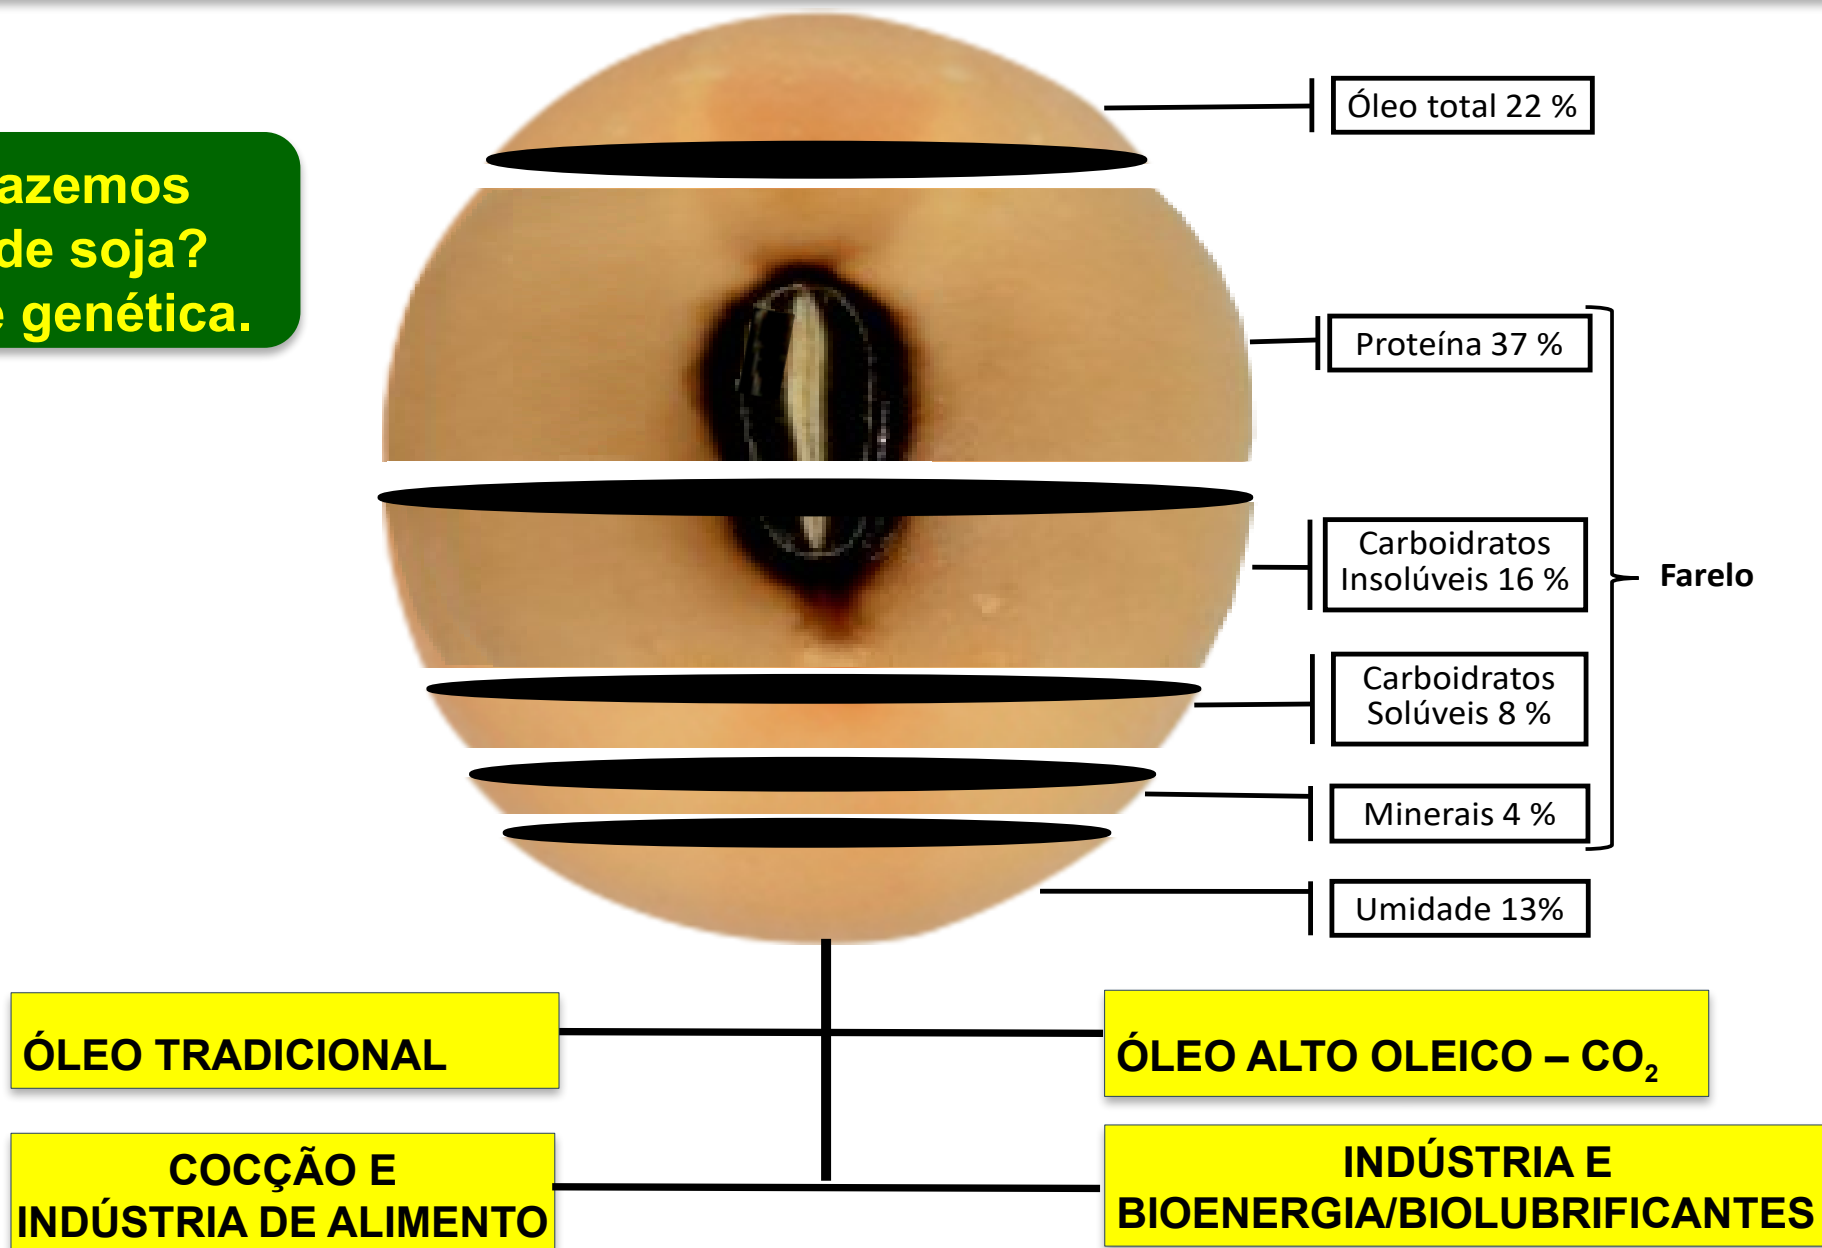 Óleo total 22 %
azemos
de soja?
e genética.
Proteína 37 %
Carboidratos
Insolúveis 16 %
Farelo
Carboidratos
Solúveis 8 %
Minerais 4 %
Umidade 13%
ÓLEO TRADICIONAL
ÓLEO ALTO OLEICO – CO₂
COCÇÃO E
INDÚSTRIA DE ALIMENTO
INDÚSTRIA E
BIOENERGIA/BIOLUBRIFICANTES